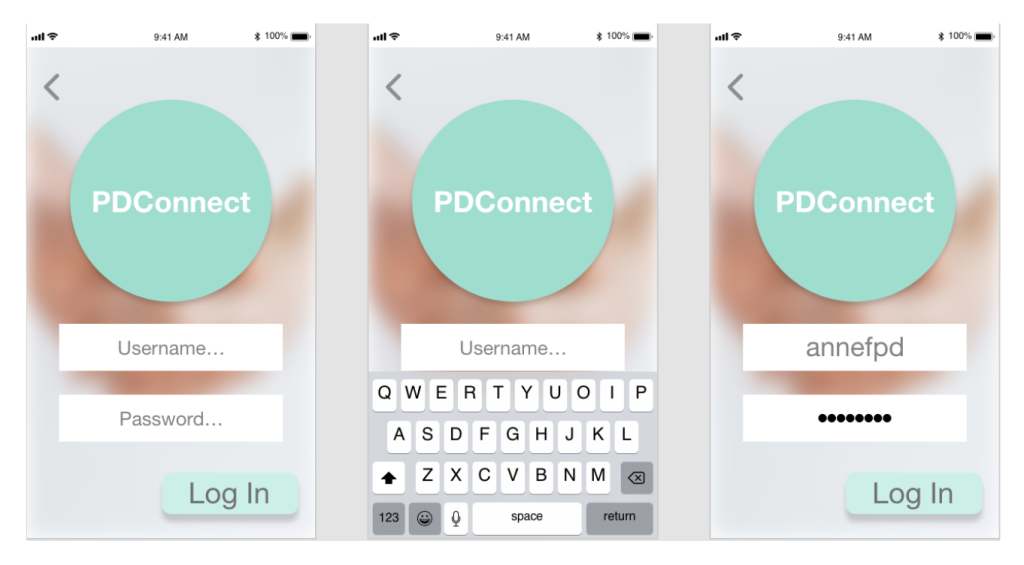 9:41 AM 100%
PDConnect
Username...
Password...
Log In
9:41 AM 100%
PDConnect
Username...
Q W E R T Y U O I P
A S D F G H J K L
Z X C V B N M
123 space return
9:41 AM 100%
PDConnect
annefpd
Log In